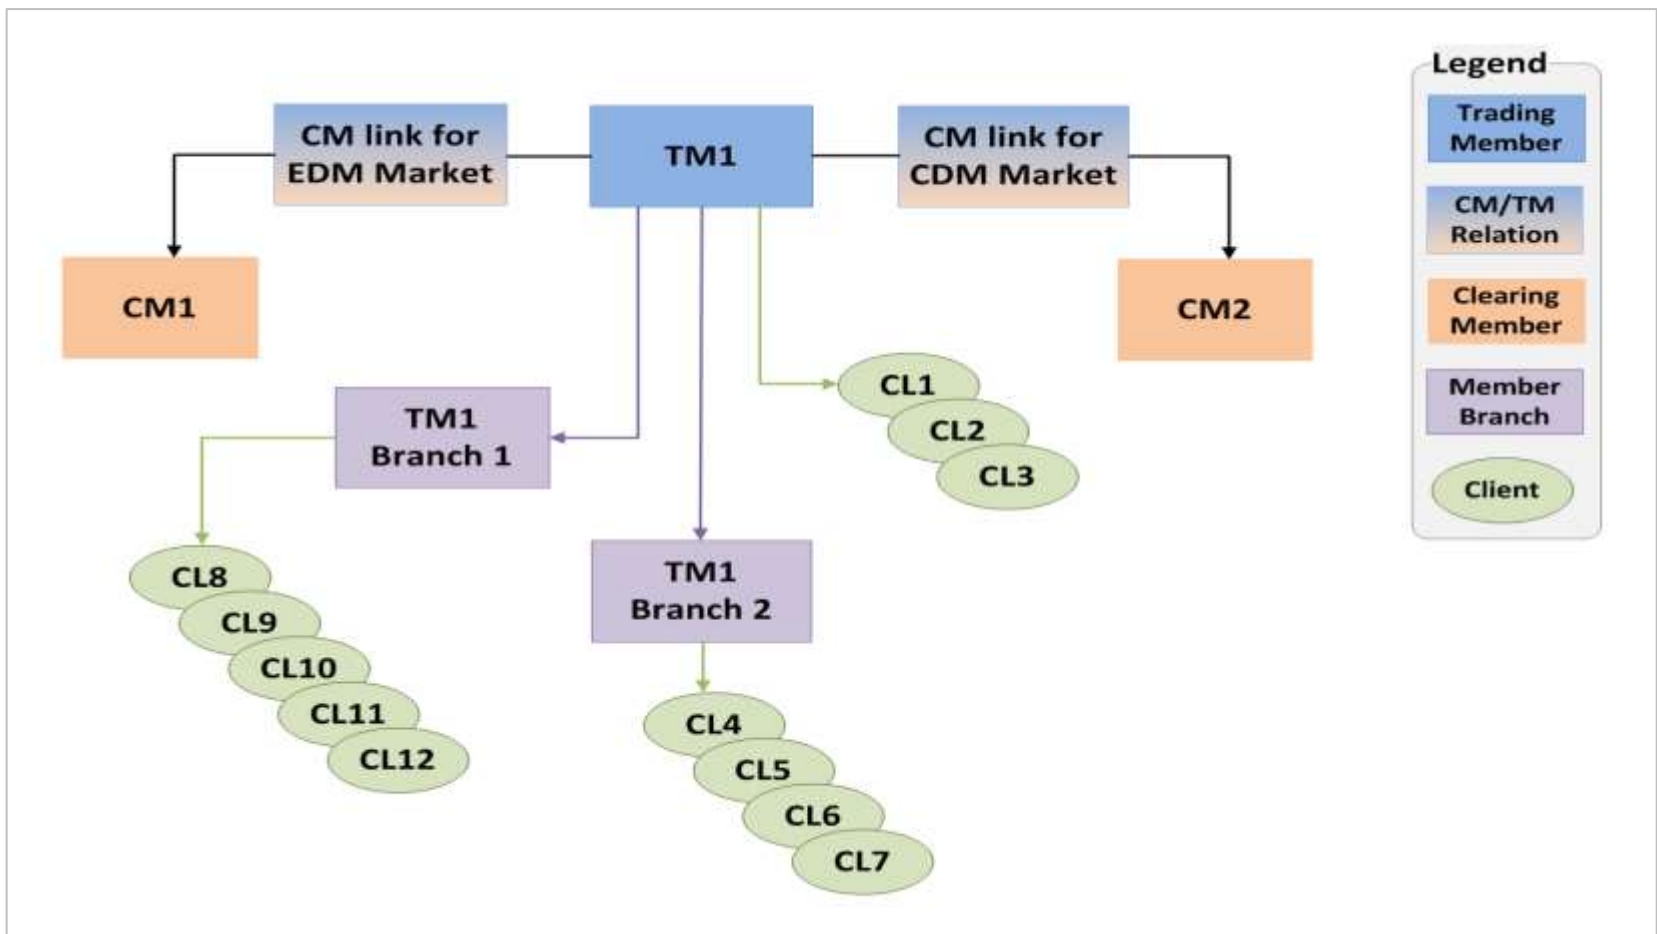 CM link for
EDM Market
TM1
CM link for
CDM Market
CM1
CM2
TM1
Branch 1
CL1
CL2
CL3
TM1
Branch 2
CL8
CL9
CL10
CL11
CL12
CL4
CL5
CL6
CL7
Legend
Trading
Member
CM/TM
Relation
Clearing
Member
Member
Branch
Client